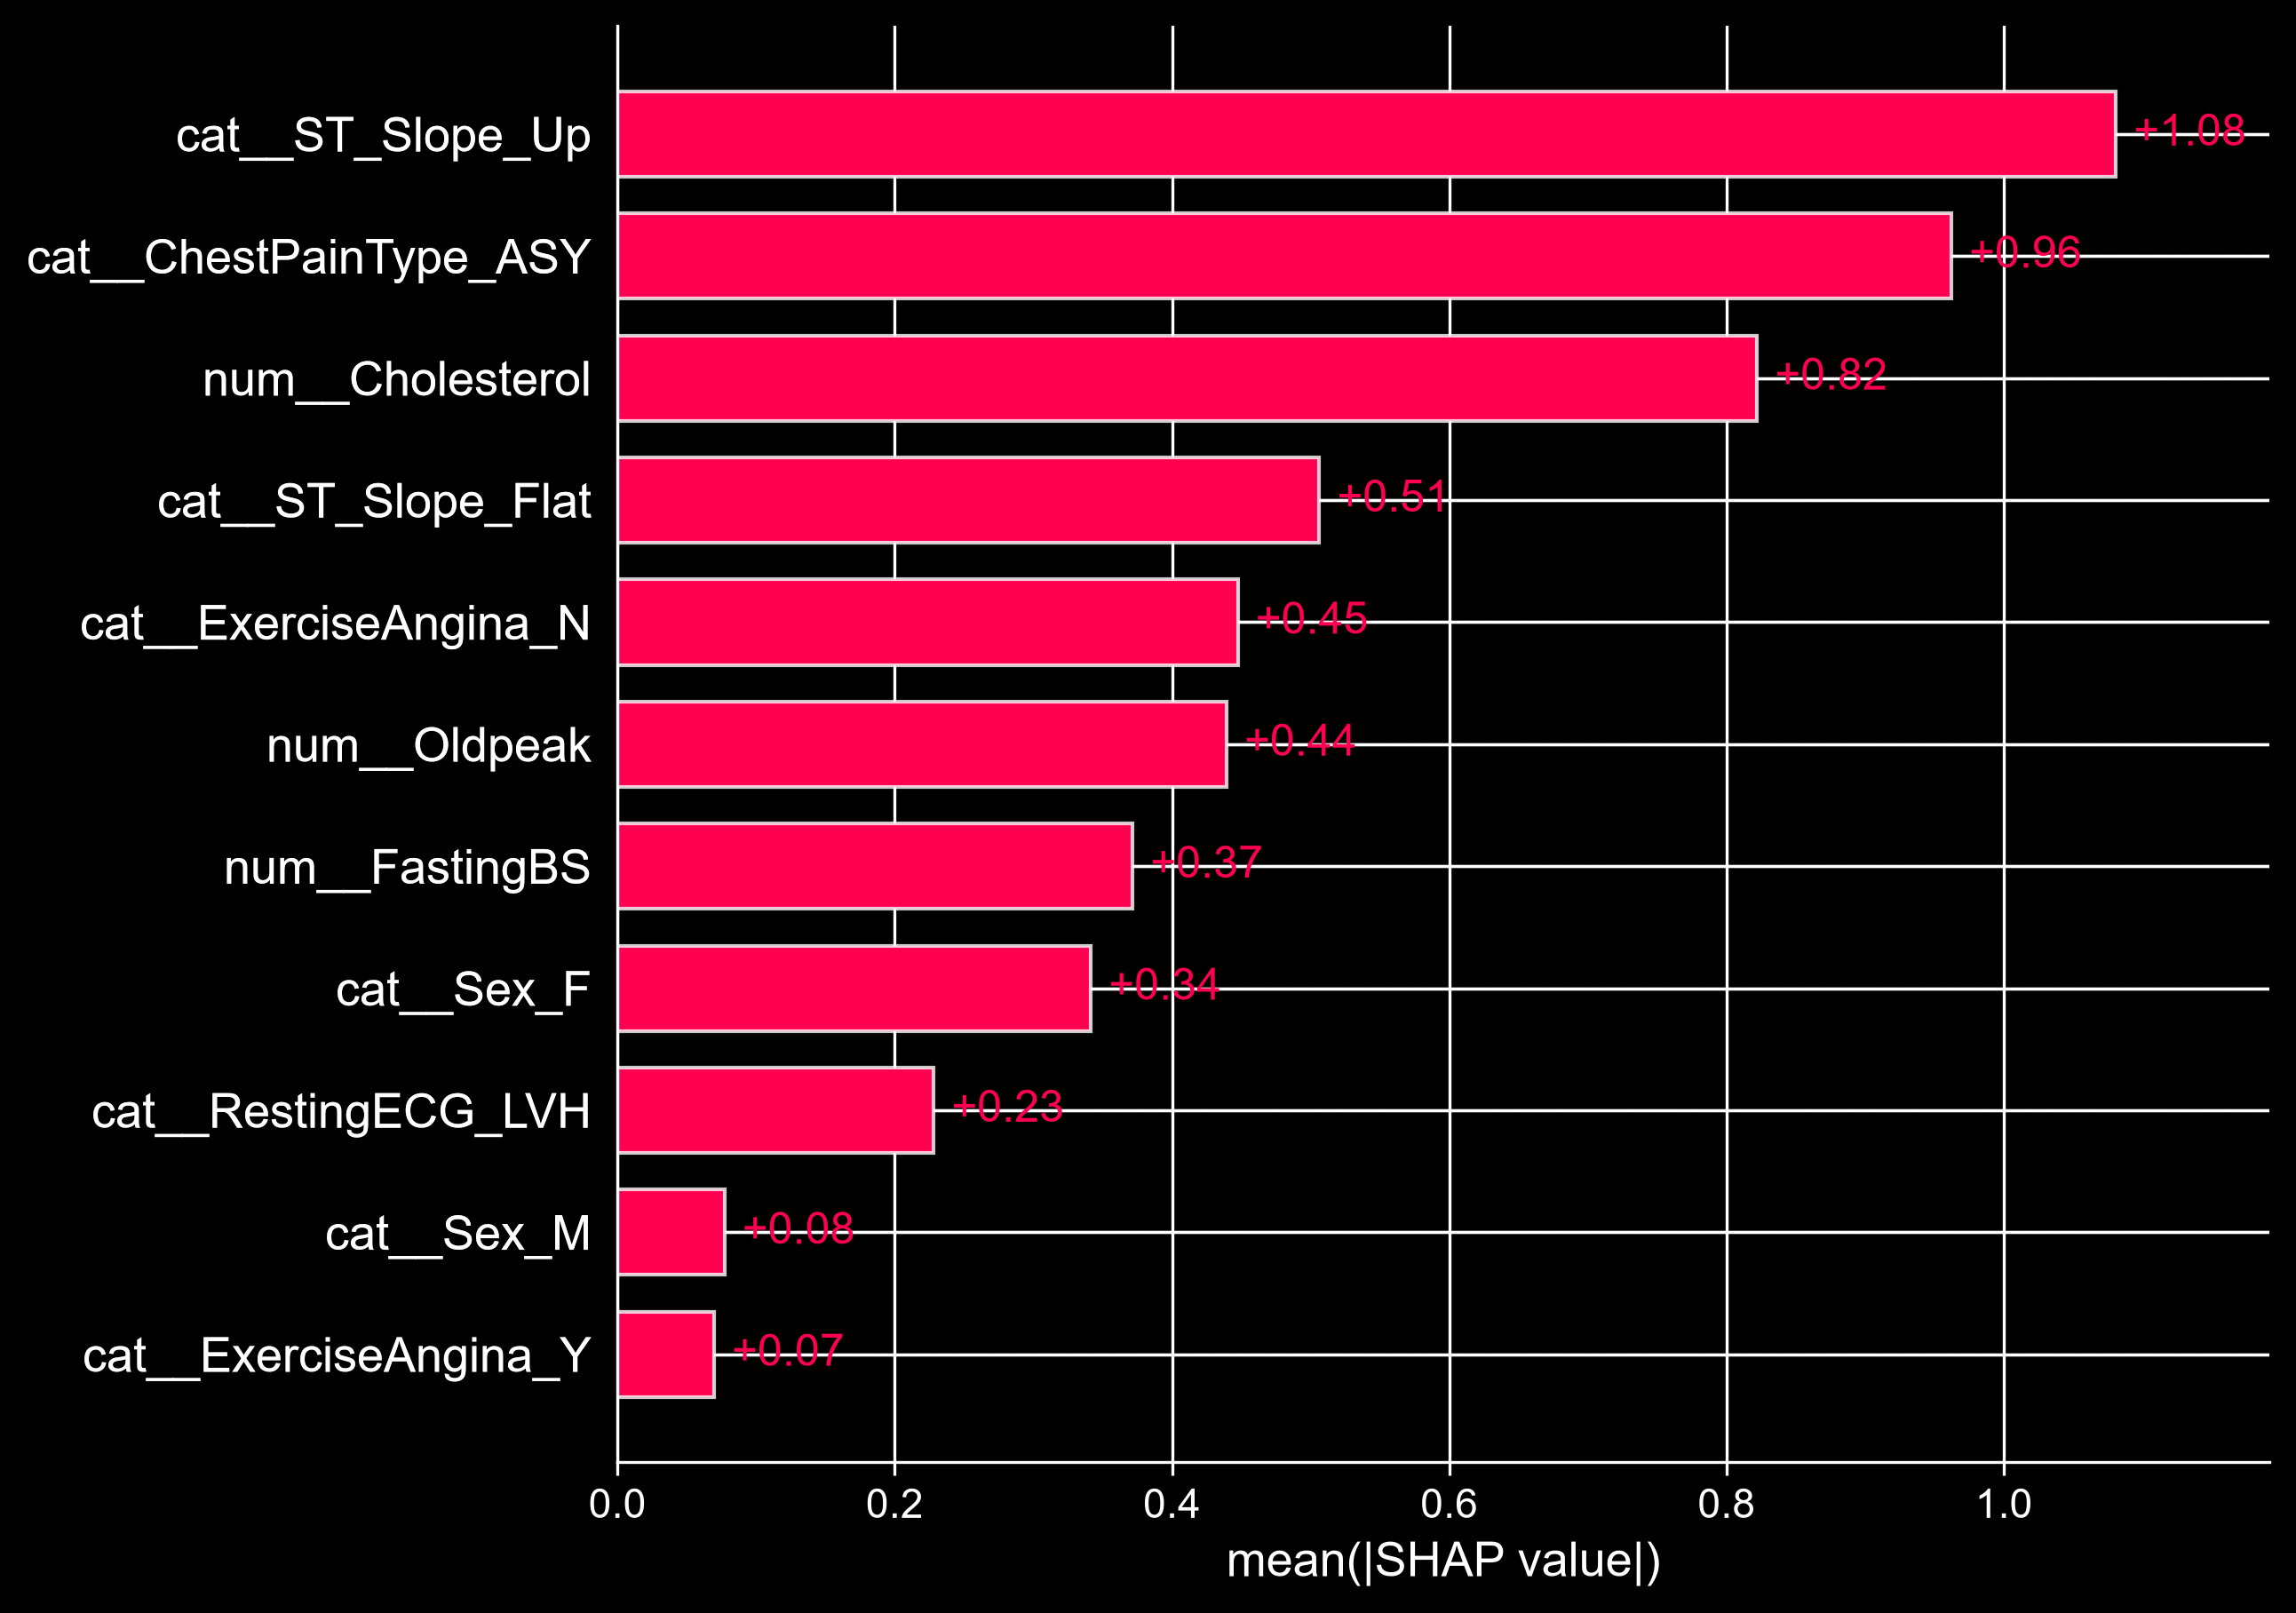 cat__ST_Slope_Up +1.08
cat__ChestPainType_ASY +0.96
num__Cholesterol +0.82
cat__ST_Slope_Flat +0.51
cat__ExerciseAngina_N +0.45
num__Oldpeak +0.44
num__FastingBS +0.37
cat__Sex_F +0.34
cat__RestingECG_LVH +0.23
cat__Sex_M +0.08
cat__ExerciseAngina_Y +0.07
0.0 0.2 0.4 0.6 0.8 1.0
mean(|SHAP value|)